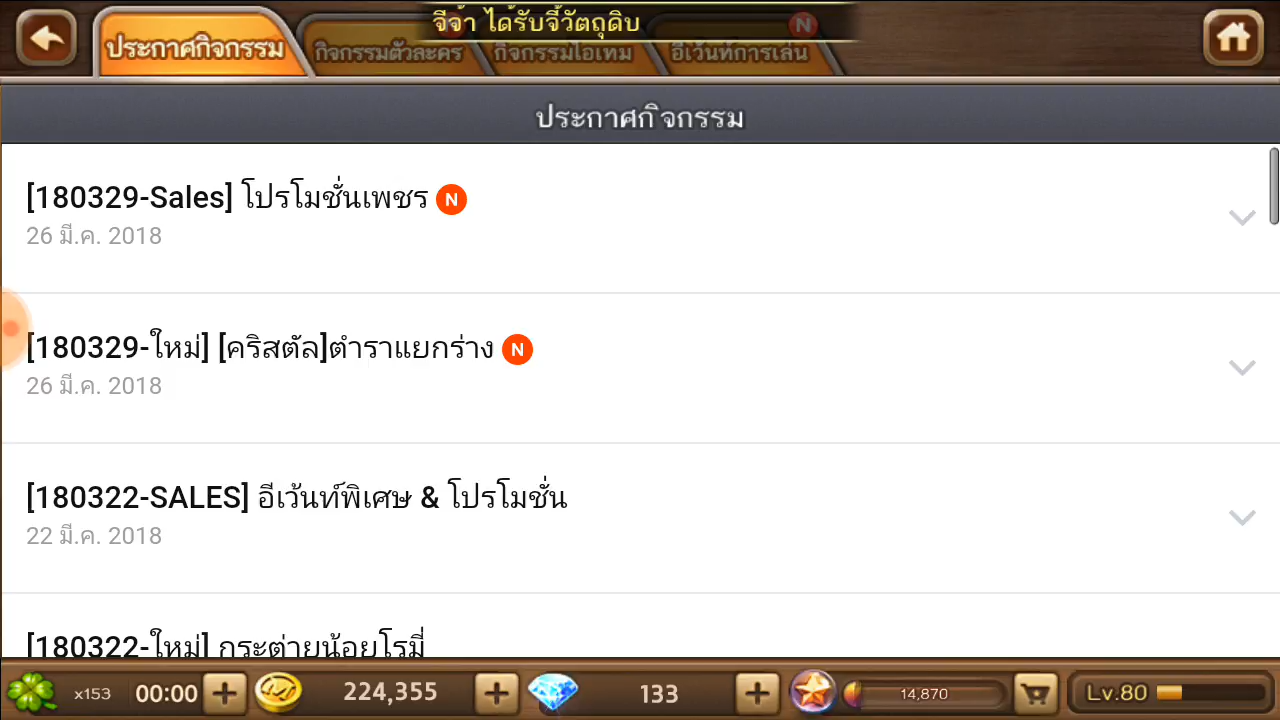 จีจ้า ได้รับจี้วัตถุดิบ
ประกาศกิจกรรม
กิจกรรมตัวละคร
กิจกรรมไอเทม
อีเว้นท์การเล่น
N
ประกาศกิจกรรม
[180329-Sales] โปรโมชั่นเพชร N
26 มี.ค. 2018
[180329-ใหม่] [คริสตัล]ตำราแยกร่าง N
26 มี.ค. 2018
[180322-SALES] อีเว้นท์พิเศษ & โปรโมชั่น
22 มี.ค. 2018
[180322-ใหม่] กระต่ายน้อยโรมี่
x153 00:00 224,355 133 14,870 Lv.80